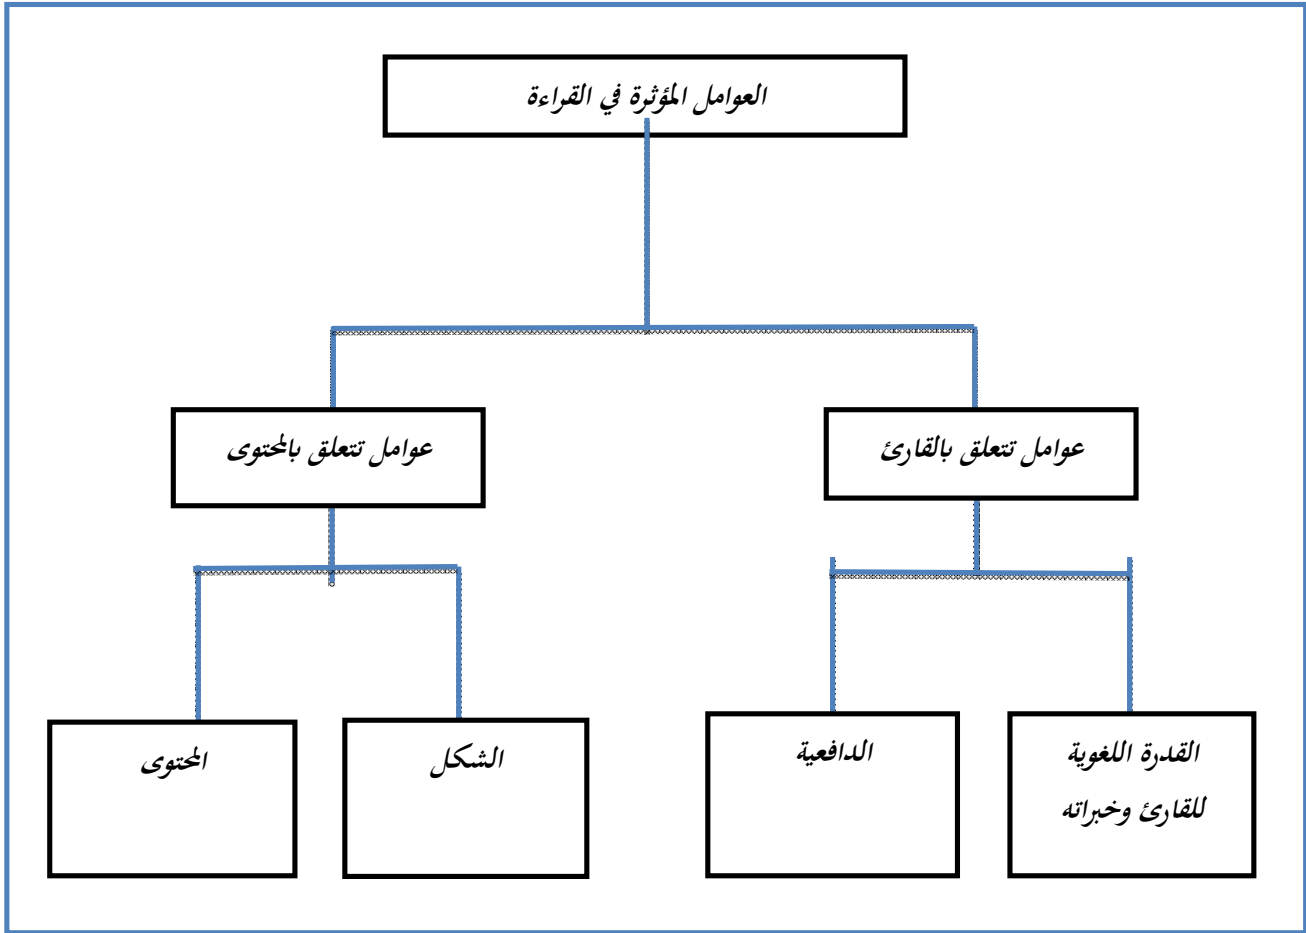 العوامل المؤثرة في القراءة
عوامل تتعلق بالقارئ
عوامل تتعلق بالمحتوى
القدرة اللغوية
للقارئ وخبراته
الدافعية
الشكل
المحتوى